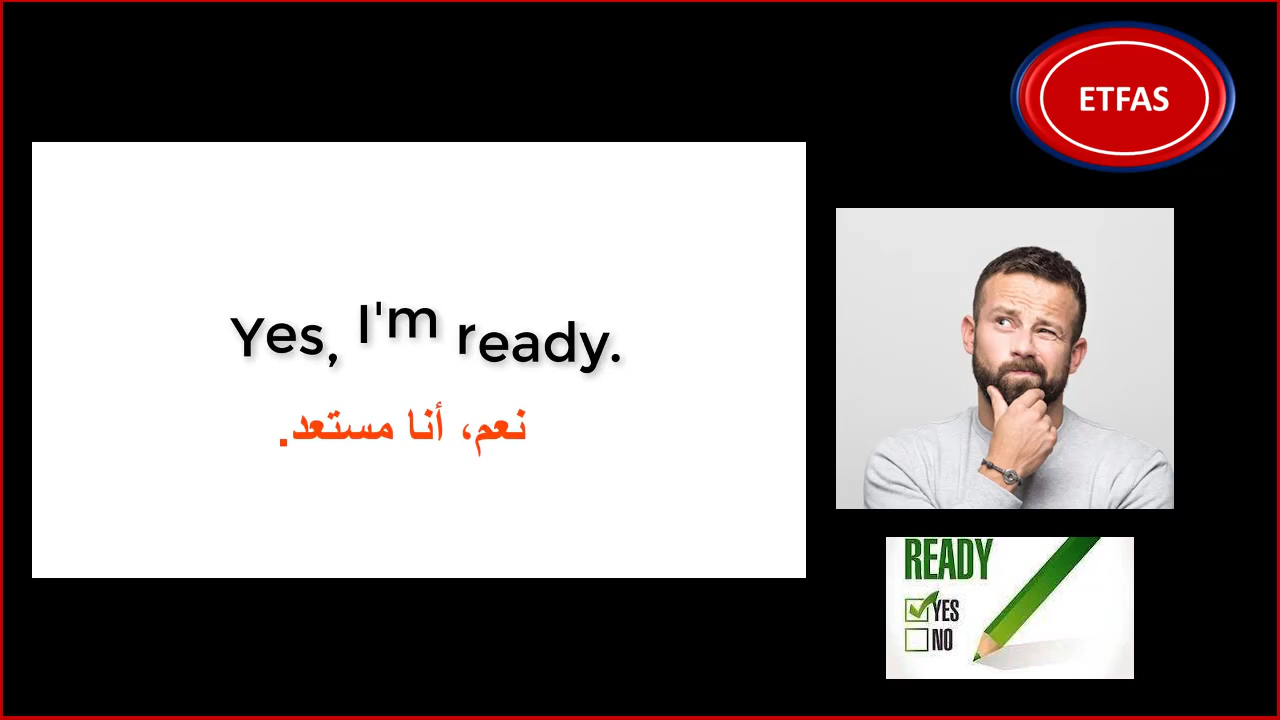 ETFAS
Yes, I'm ready.
نعم، أنا مستعد.
READY
YES
NO